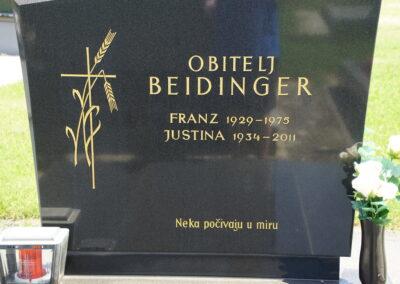 OBITELJ
BEIDINGER
FRANZ 1929–1975
JUSTINA 1934–2011
Neka počivaju u miru